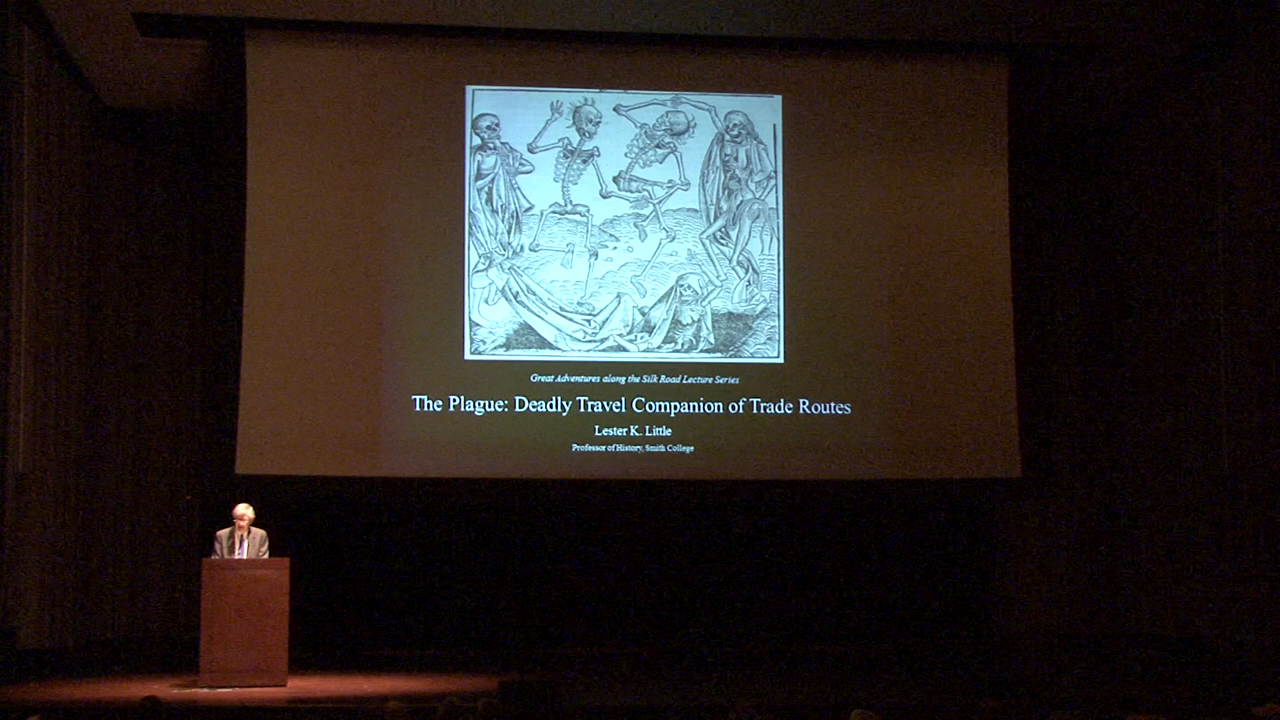 Great Adventures along the Silk Road Lecture Series
The Plague: Deadly Travel Companion of Trade Routes
Lester K. Little
Professor of History, Smith College